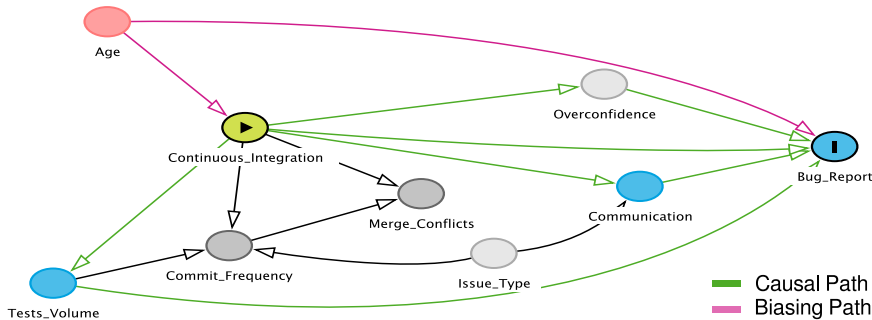 Age
Overconfidence
Continuous_Integration
Bug_Report
Merge_Conflicts
Communication
Commit_Frequency
Issue_Type
Tests_Volume
Causal Path
Biasing Path